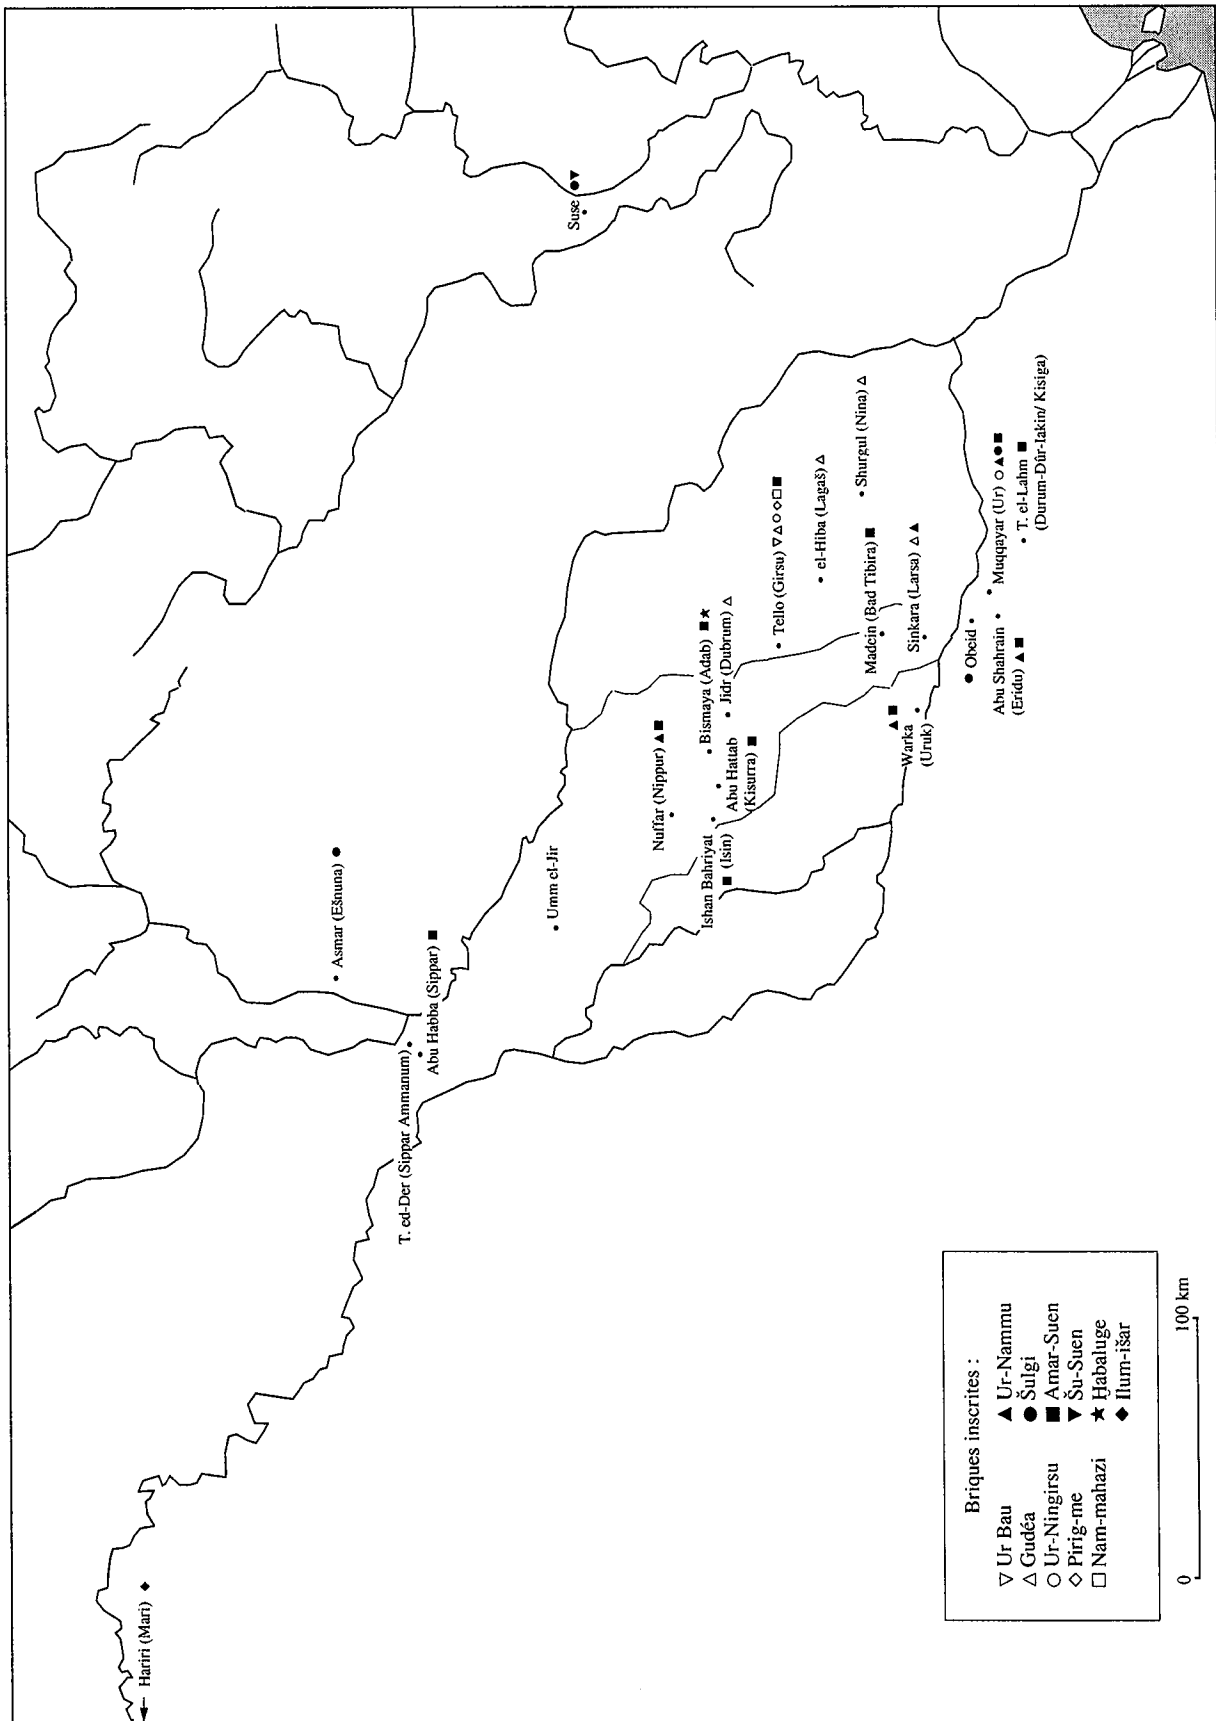 Hariri (Mari) ◆
Asmar (Ešnuna) ●
T. ed-Der (Sippar Ammanum)
Abu Habba (Sippar) ■
Umm el-Jir
Suse ●▼
Nuffar (Nippur) ▲■
Bismaya (Adab) ■★
Ishan Bahriyat
■ (Isin)
Abu Hattab
(Kisurra) ■
Jidr (Dubrum) △
Tello (Girsu) ▽△○◇□■
el-Hiba (Lagaš) △
Shurgul (Nina) △
Madein (Bad Tibira) ■
Sinkara (Larsa) △▲
▲■
Warka
(Uruk)
● Obeid
Abu Shahrain
(Eridu) ▲■
Muqqayar (Ur) ○▲●■
T. el-Lahm ■
(Durum-Dûr-Iakin/ Kisiga)
Briques inscrites :
▽ Ur Bau
△ Gudéa
○ Ur-Ningirsu
◇ Pirig-me
□ Nam-mahazi
▲ Ur-Nammu
● Šulgi
■ Amar-Suen
▼ Šu-Suen
★ Ḫabaluge
◆ Ilum-išar
0 100 km